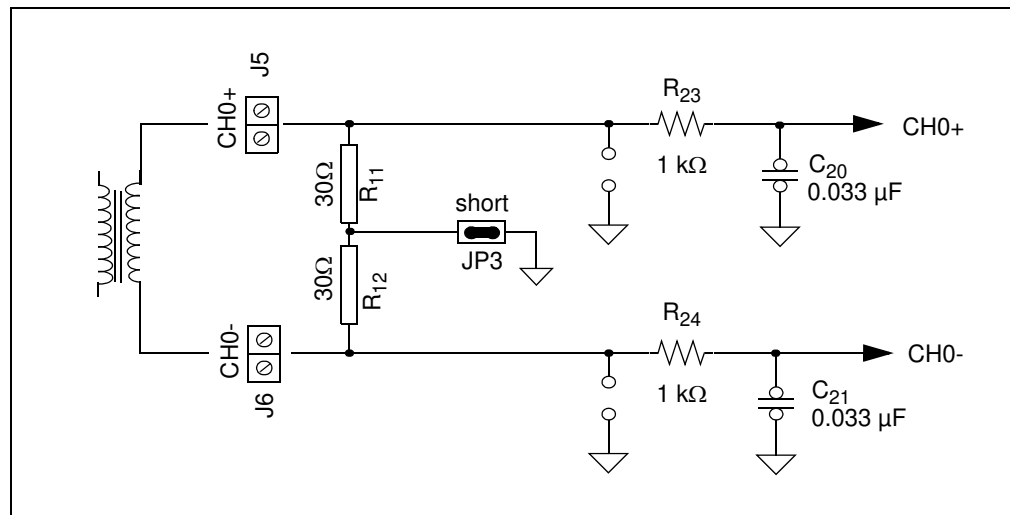 J5
CH0+
R23
1 kΩ
CH0+
C20
0.033 µF
30Ω
R11
short
JP3
30Ω
R12
R24
1 kΩ
CH0-
J6
CH0-
C21
0.033 µF